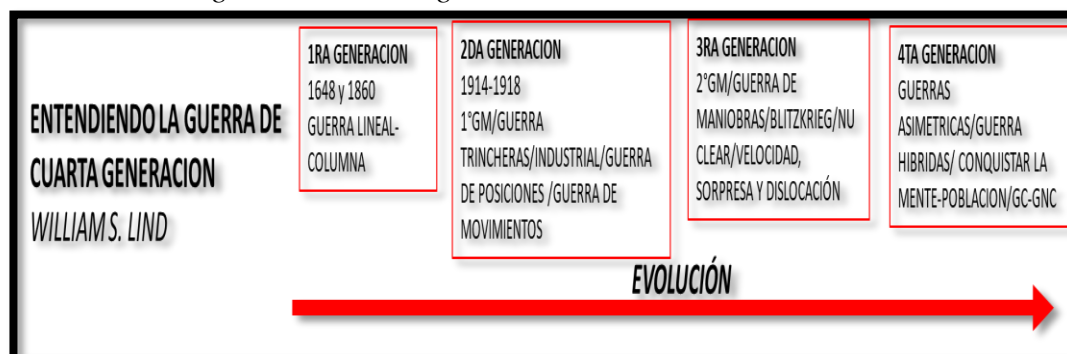 ENTENDIENDO LA GUERRA DE
CUARTA GENERACION
WILLIAM S. LIND
1RA GENERACION
1648 y 1860
GUERRA LINEAL-
COLUMNA
2DA GENERACION
1914-1918
1°GM/GUERRA
TRINCHERAS/INDUSTRIAL/GUERRA
DE POSICIONES /GUERRA DE
MOVIMIENTOS
3RA GENERACION
2°GM/GUERRA DE
MANIOBRAS/BLITZKRIEG/NU
CLEAR/VELOCIDAD,
SORPRESA Y DISLOCACIÓN
4TA GENERACION
GUERRAS
ASIMETRICAS/GUERRA
HIBRIDAS/ CONQUISTAR LA
MENTE-POBLACION/GC-GNC
EVOLUCIÓN